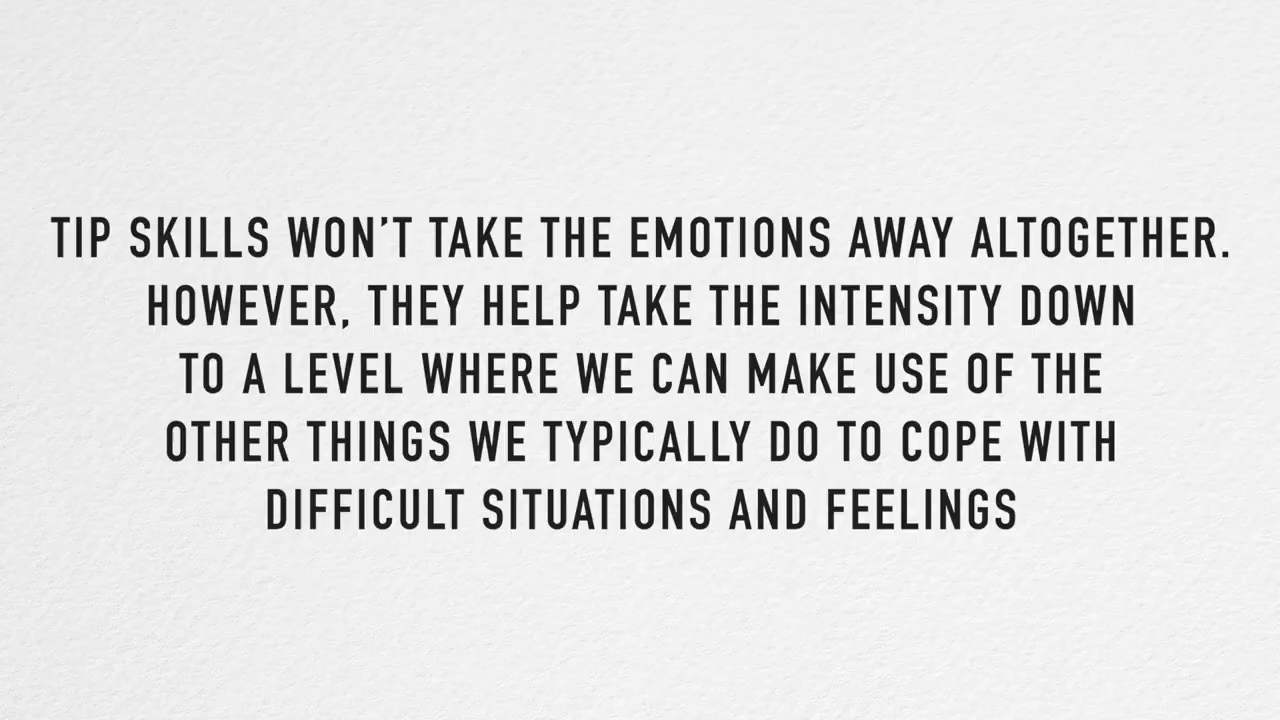 TIP SKILLS WON’T TAKE THE EMOTIONS AWAY ALTOGETHER.
HOWEVER, THEY HELP TAKE THE INTENSITY DOWN
TO A LEVEL WHERE WE CAN MAKE USE OF THE
OTHER THINGS WE TYPICALLY DO TO COPE WITH
DIFFICULT SITUATIONS AND FEELINGS